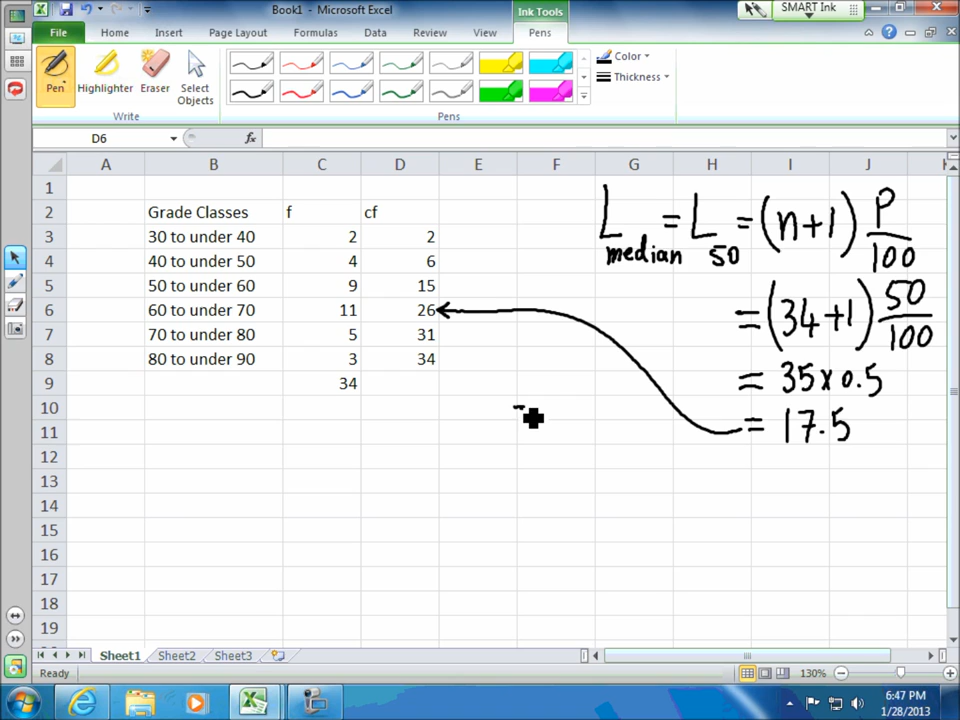 Book1 - Microsoft Excel
Ink Tools
SMART Ink
File Home Insert Page Layout Formulas Data Review View Pens
Pen Highlighter Eraser Select Objects
Color
Thickness
Write Pens
D6 fx
A B C D E F G H I J
1
2 Grade Classes f cf
3 30 to under 40 2 2
4 40 to under 50 4 6
5 50 to under 60 9 15
6 60 to under 70 11 26
7 70 to under 80 5 31
8 80 to under 90 3 34
9 34
10
11
12
13
14
15
16
17
18
19
L median = L 50 = (n+1) P/100
= (34+1) 50/100
= 35x0.5
= 17.5
Sheet1 Sheet2 Sheet3
Ready 130%
6:47 PM
1/28/2013